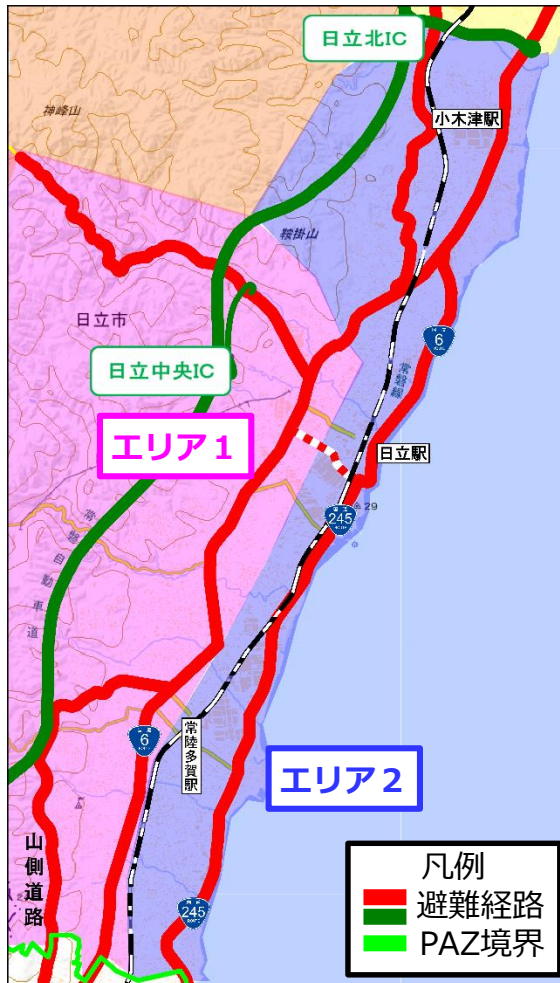 日立北IC
神峰山
小木津駅
鞍掛山
日立市
6
日立中央IC
常磐線
エリア1
日立駅
29
245
常磐自動車道
6
常陸多賀駅
エリア2
山側道路
245
凡例
避難経路
PAZ境界